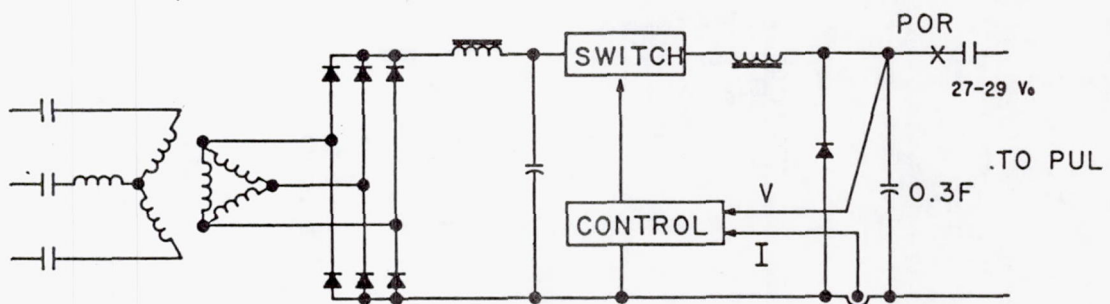 POR
SWITCH
27-29 V₀
.TO PUL
V
0.3F
CONTROL
I